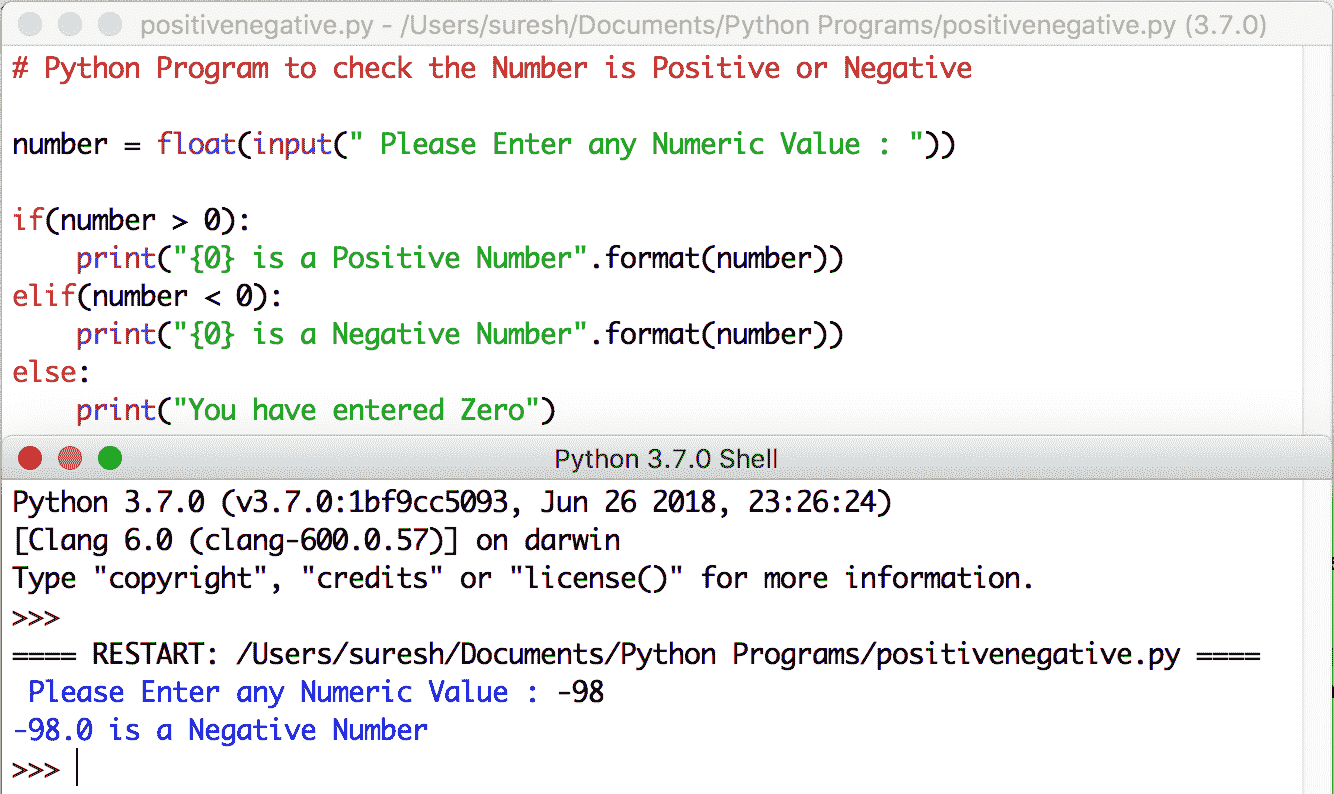 positivenegative.py - /Users/suresh/Documents/Python Programs/positivenegative.py (3.7.0)
# Python Program to check the Number is Positive or Negative
number = float(input(" Please Enter any Numeric Value : "))
if(number > 0):
    print("{0} is a Positive Number".format(number))
elif(number < 0):
    print("{0} is a Negative Number".format(number))
else:
    print("You have entered Zero")
Python 3.7.0 Shell
Python 3.7.0 (v3.7.0:1bf9cc5093, Jun 26 2018, 23:26:24)
[Clang 6.0 (clang-600.0.57)] on darwin
Type "copyright", "credits" or "license()" for more information.
>>>
==== RESTART: /Users/suresh/Documents/Python Programs/positivenegative.py ====
 Please Enter any Numeric Value : -98
-98.0 is a Negative Number
>>>